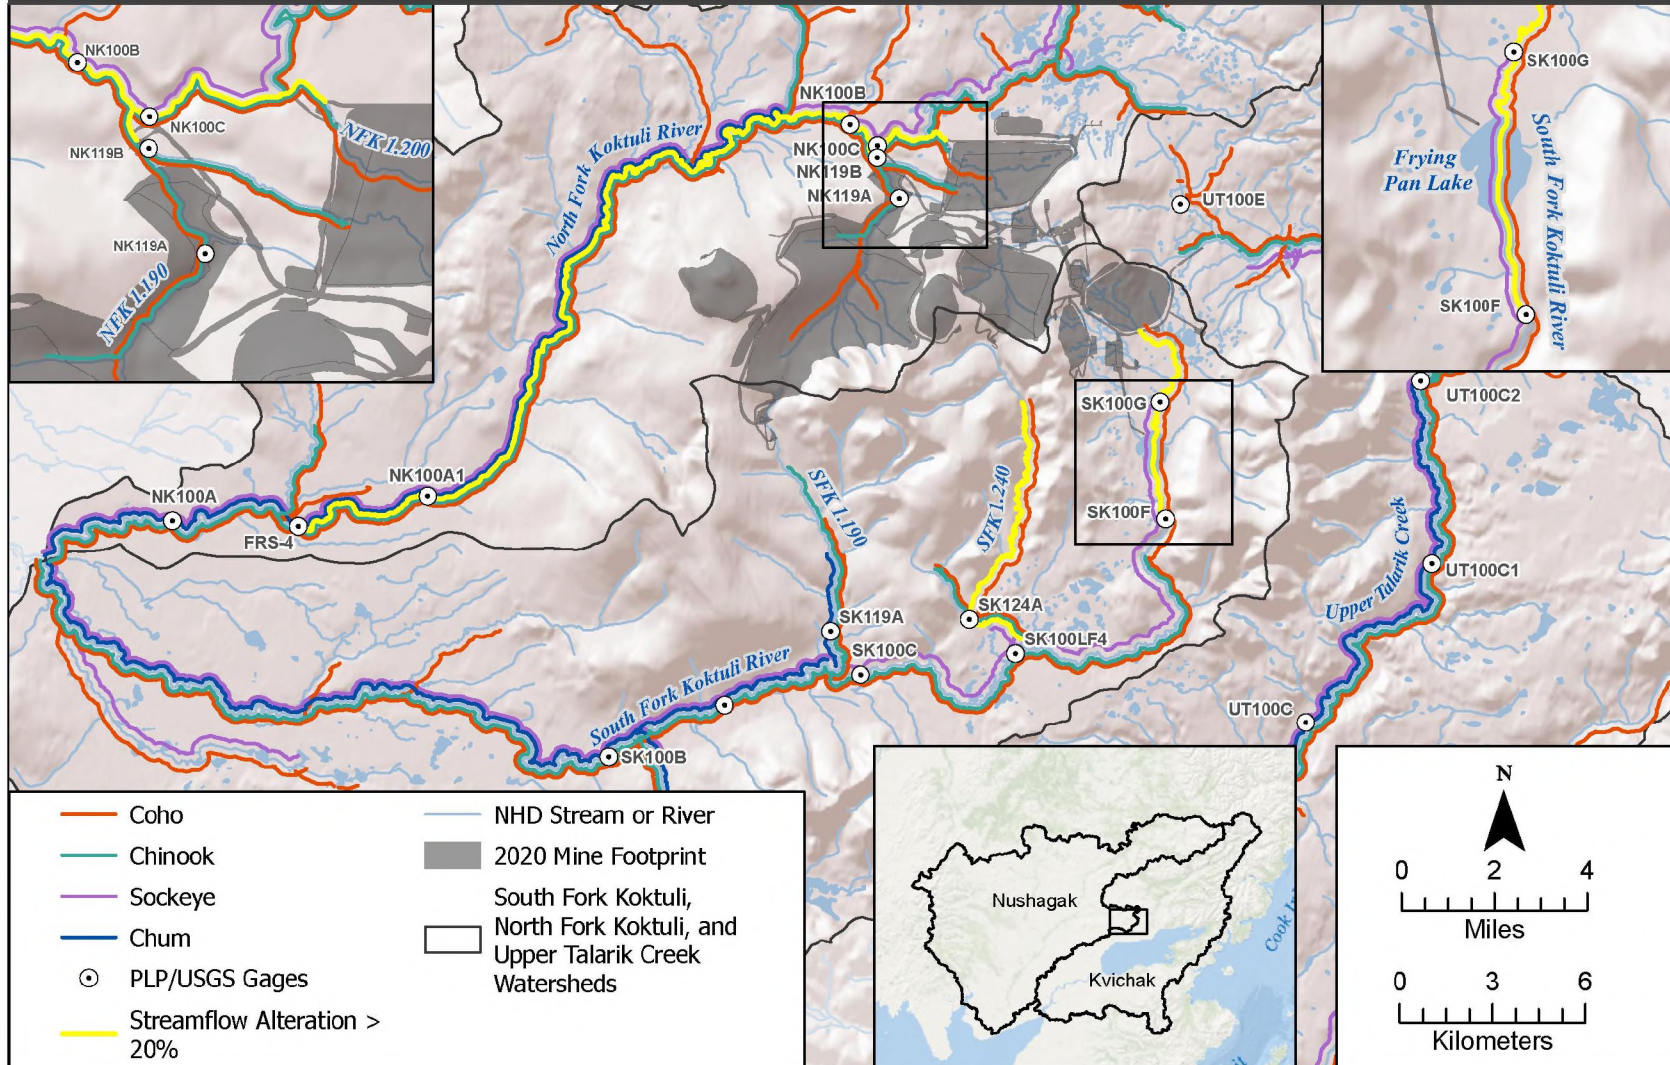 NK100B
NK100C
NK119B
NFK 1.200
NK119A
NFK 1.190
NK100B
North Fork Koktuli River
NK100C
NK119B
NK119A
UT100E
SK100G
Frying
Pan Lake
South Fork Koktuli River
SK100F
SK100G
SK100F
UT100C2
NK100A1
NK100A
FRS-4
SFK 1.190
SFK 1.240
UT100C1
Upper Talarik Creek
SK124A
SK119A
SK100LF4
SK100C
South Fork Koktuli River
SK100B
UT100C
Coho
Chinook
Sockeye
Chum
PLP/USGS Gages
Streamflow Alteration >
20%
NHD Stream or River
2020 Mine Footprint
South Fork Koktuli,
North Fork Koktuli, and
Upper Talarik Creek
Watersheds
Nushagak
Kvichak
Cook In
N
0 2 4
Miles
0 3 6
Kilometers